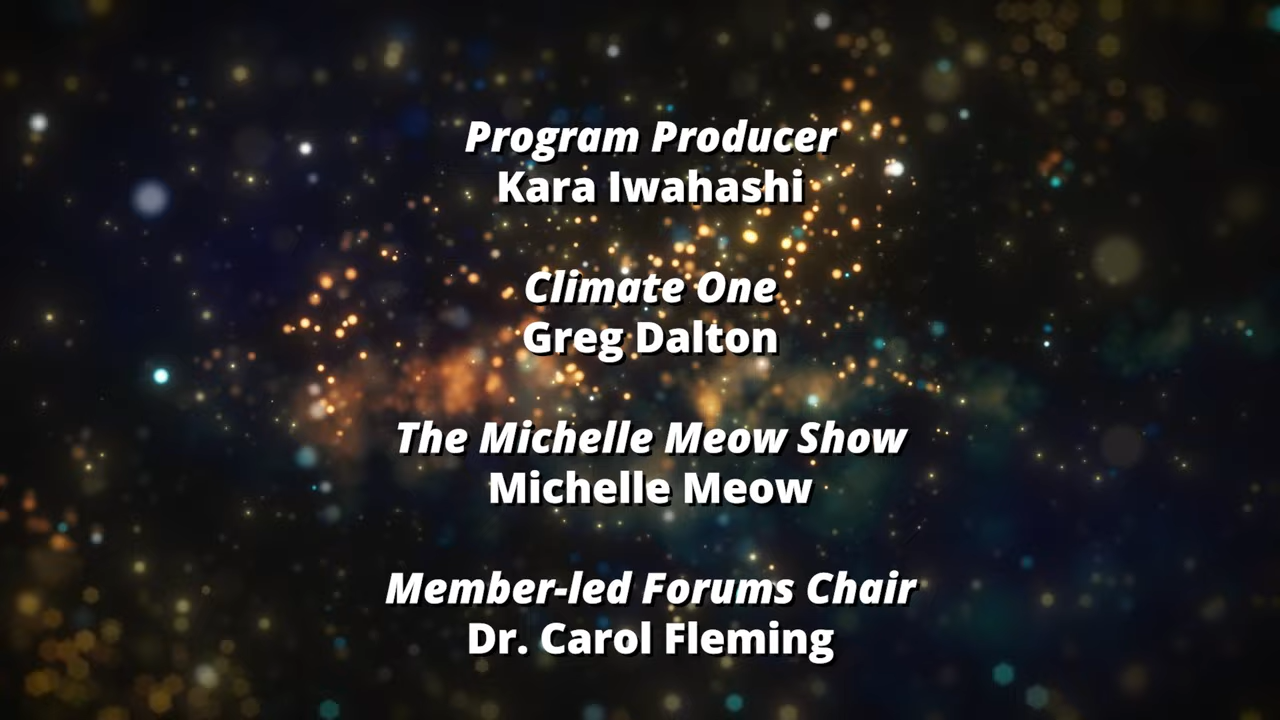 Program Producer
Kara Iwahashi
Climate One
Greg Dalton
The Michelle Meow Show
Michelle Meow
Member-led Forums Chair
Dr. Carol Fleming